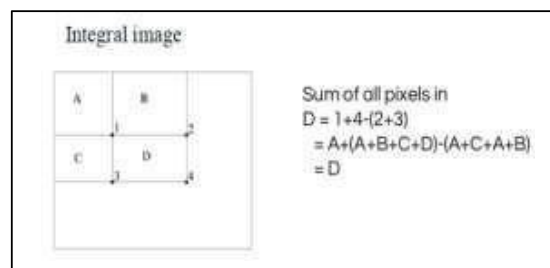 Integral image
A B
1 2
C D
3 4
Sum of all pixels in
D = 1+4-(2+3)
= A+(A+B+C+D)-(A+C+A+B)
= D